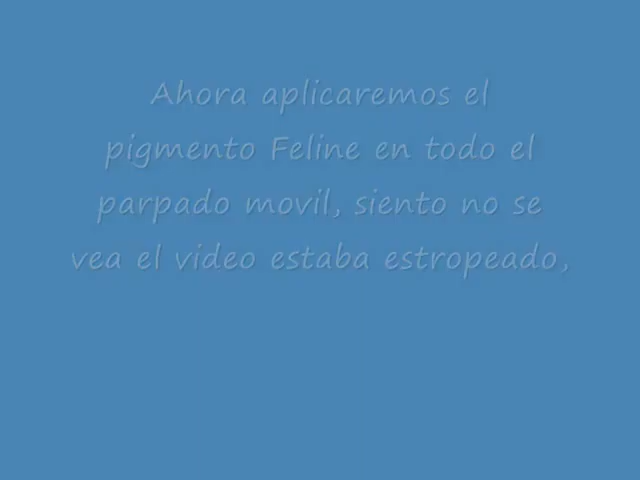 Ahora aplicaremos el
pigmento Feline en todo el
parpado movil, siento no se
vea el video estaba estropeado,